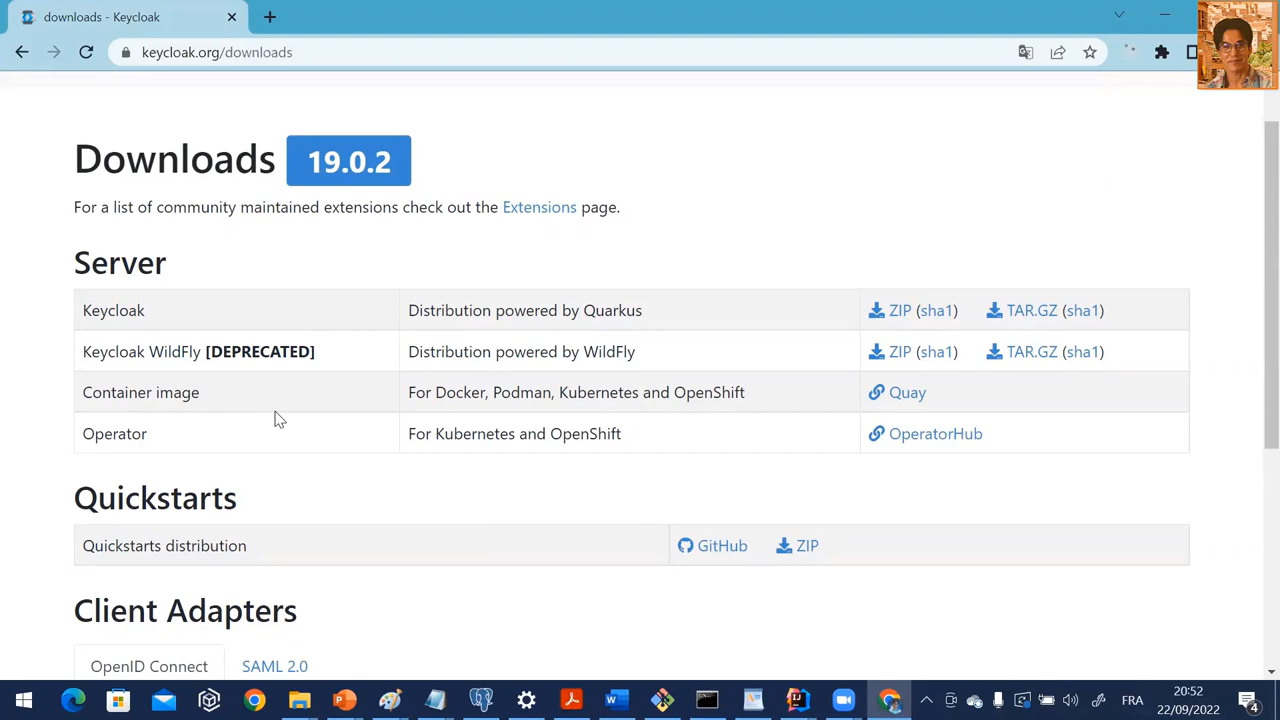 downloads - Keycloak
keycloak.org/downloads
Downloads 19.0.2
For a list of community maintained extensions check out the Extensions page.
Server
Keycloak Distribution powered by Quarkus ZIP (sha1) TAR.GZ (sha1)
Keycloak WildFly [DEPRECATED] Distribution powered by WildFly ZIP (sha1) TAR.GZ (sha1)
Container image For Docker, Podman, Kubernetes and OpenShift Quay
Operator For Kubernetes and OpenShift OperatorHub
Quickstarts
Quickstarts distribution GitHub ZIP
Client Adapters
OpenID Connect SAML 2.0
FRA
20:52
22/09/2022
4